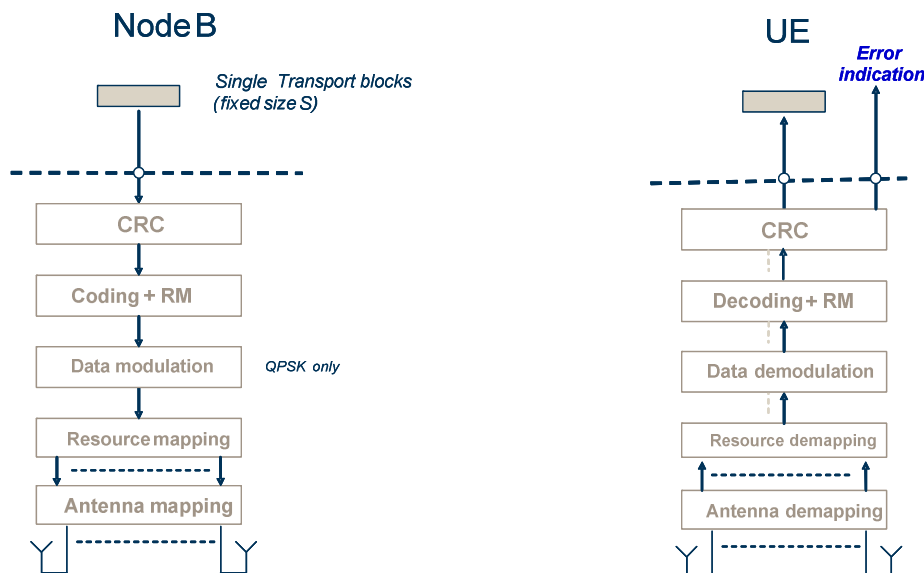 Node B
Single Transport blocks
(fixed size S)
CRC
Coding + RM
Data modulation
QPSK only
Resource mapping
Antenna mapping
UE
Error
indication
CRC
Decoding + RM
Data demodulation
Resource demapping
Antenna demapping